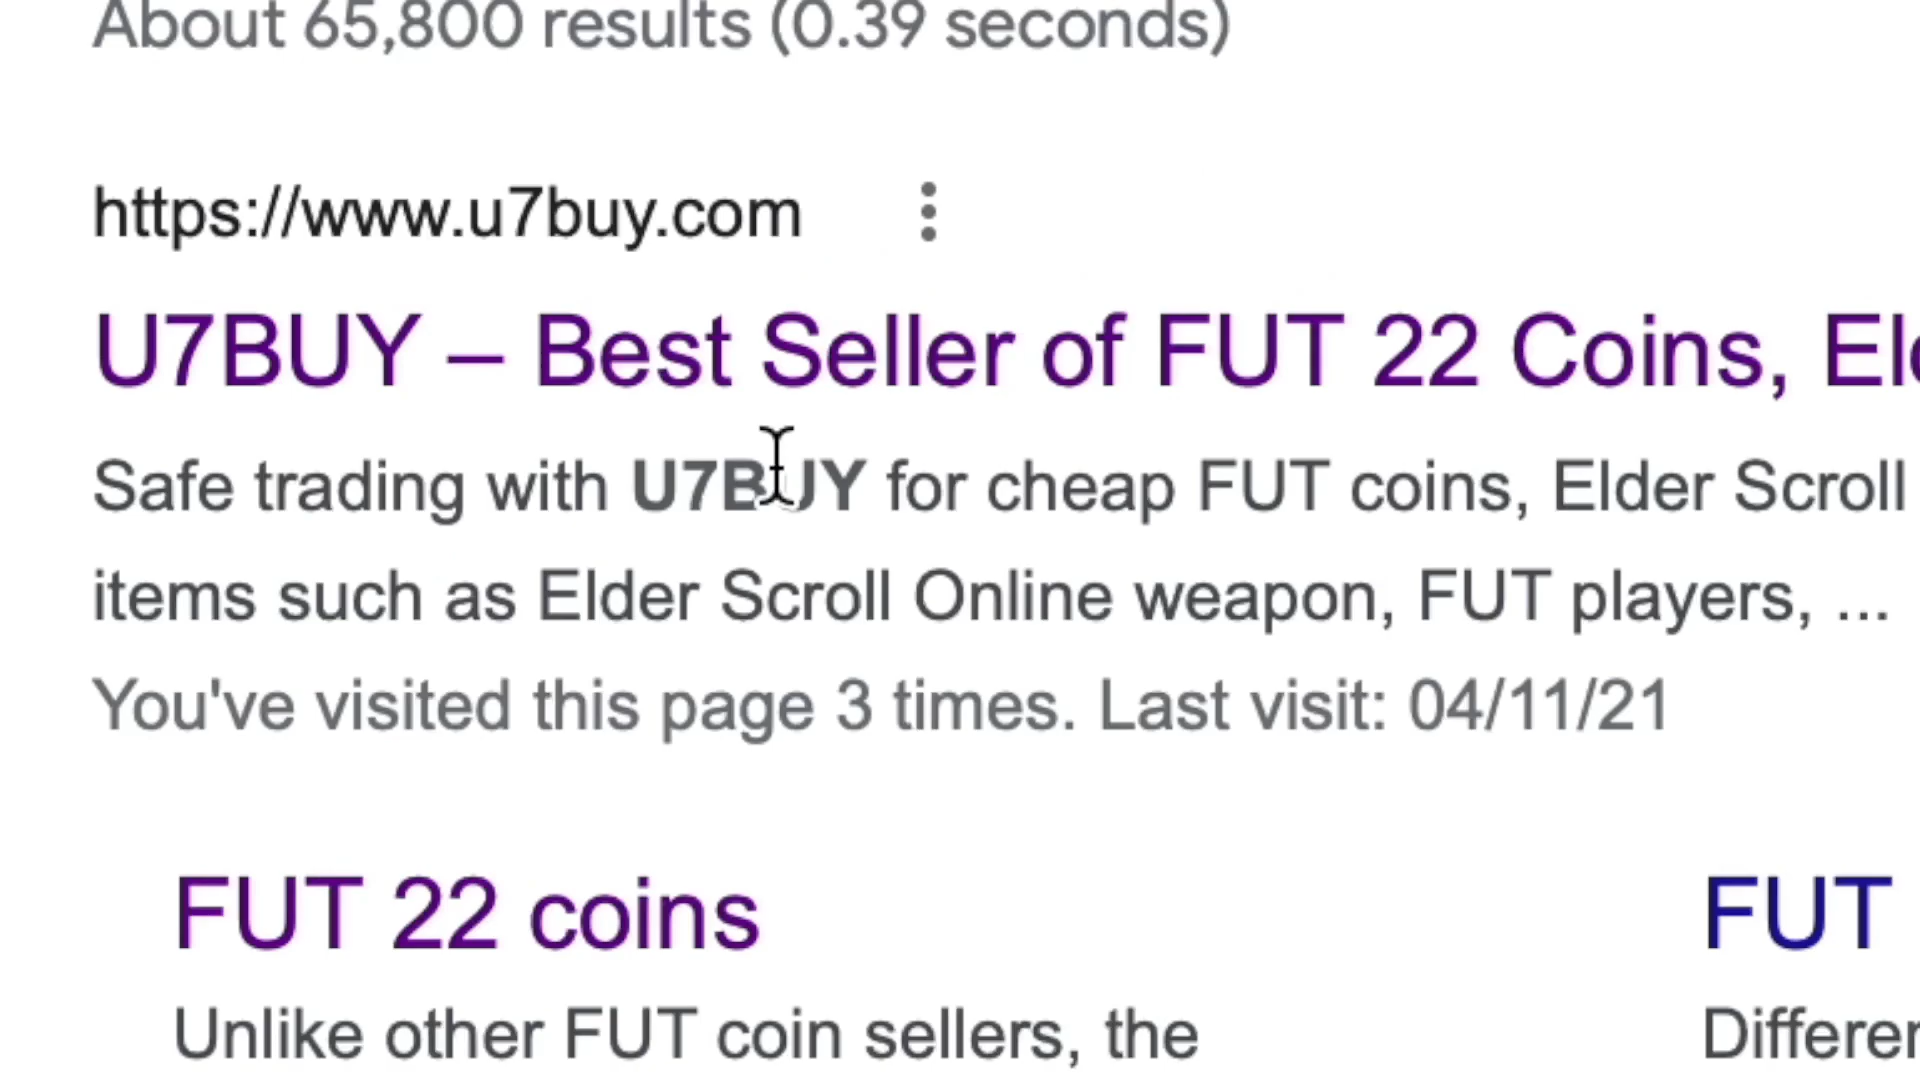 About 65,800 results (0.39 seconds)
https://www.u7buy.com
U7BUY – Best Seller of FUT 22 Coins,
Safe trading with U7BUY for cheap FUT coins, Elder Scroll
items such as Elder Scroll Online weapon, FUT players, ...
You've visited this page 3 times. Last visit: 04/11/21
FUT 22 coins
FUT
Unlike other FUT coin sellers, the